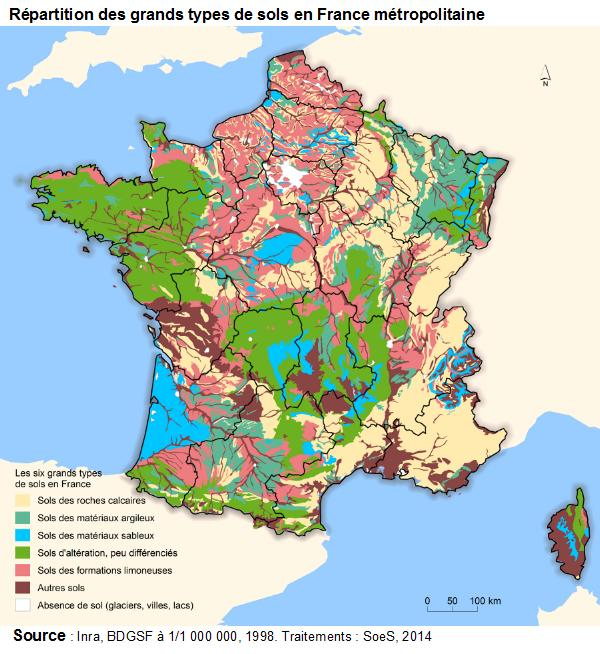 Répartition des grands types de sols en France métropolitaine
N
Les six grands types
de sols en France
Sols des roches calcaires
Sols des matériaux argileux
Sols des matériaux sableux
Sols d'altération, peu différenciés
Sols des formations limoneuses
Autres sols
Absence de sol (glaciers, villes, lacs)
0 50 100 km
Source : Inra, BDGSF à 1/1 000 000, 1998. Traitements : SoeS, 2014